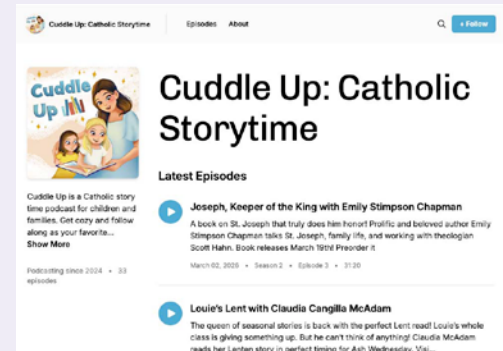 Cuddle Up: Catholic Storytime
Episodes
About
+ Follow
Cuddle
Up
Cuddle Up: Catholic
Storytime
Latest Episodes
Cuddle Up is a Catholic story
time podcast for children and
families. Get cozy and follow
along as your favorite...
Show More
Podcasting since 2024 • 33
episodes
Joseph, Keeper of the King with Emily Stimpson Chapman
A book on St. Joseph that truly does him honor! Prolific and beloved author Emily
Stimpson Chapman talks St. Joseph, family life, and working with theologian
Scott Hahn. Book releases March 19th! Preorder it
March 02, 2026 • Season 2 • Episode 3 • 31:20
Louie's Lent with Claudia Cangilla McAdam
The queen of seasonal stories is back with the perfect Lent read! Louie's whole
class is giving something up. But he can't think of anything! Claudia McAdam
reads her Lenten story in perfect timing for Ash Wednesday. Visi...